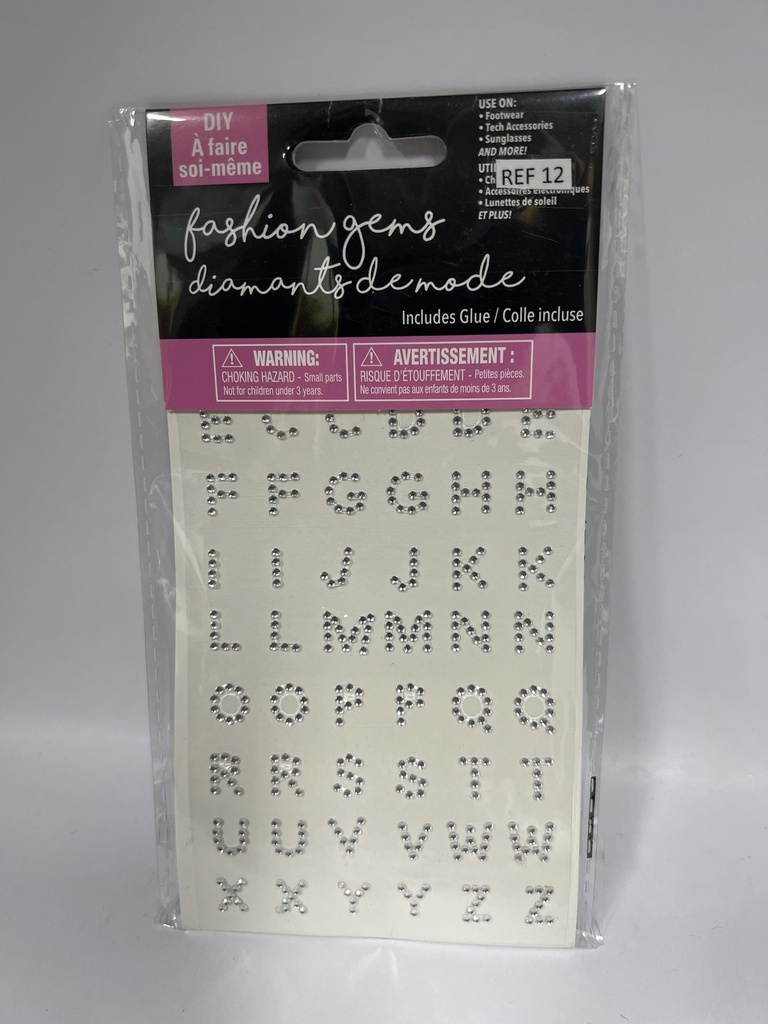 DIY
À faire
soi-même
USE ON:
• Footwear
• Tech Accessories
• Sunglasses
AND MORE!
REF 12
• Accessoires électroniques
• Lunettes de soleil
ET PLUS!
fashion gems
diamants de mode
Includes Glue / Colle incluse
WARNING:
CHOKING HAZARD - Small parts
Not for children under 3 years.
AVERTISSEMENT :
RISQUE D'ÉTOUFFEMENT - Petites pièces.
Ne convient pas aux enfants de moins de 3 ans.
E C C D D E
F F G G H H
I I J J K K
L L M M N N
O O P P Q Q
R R S S T T
U U V V W W
X X Y Y Z Z